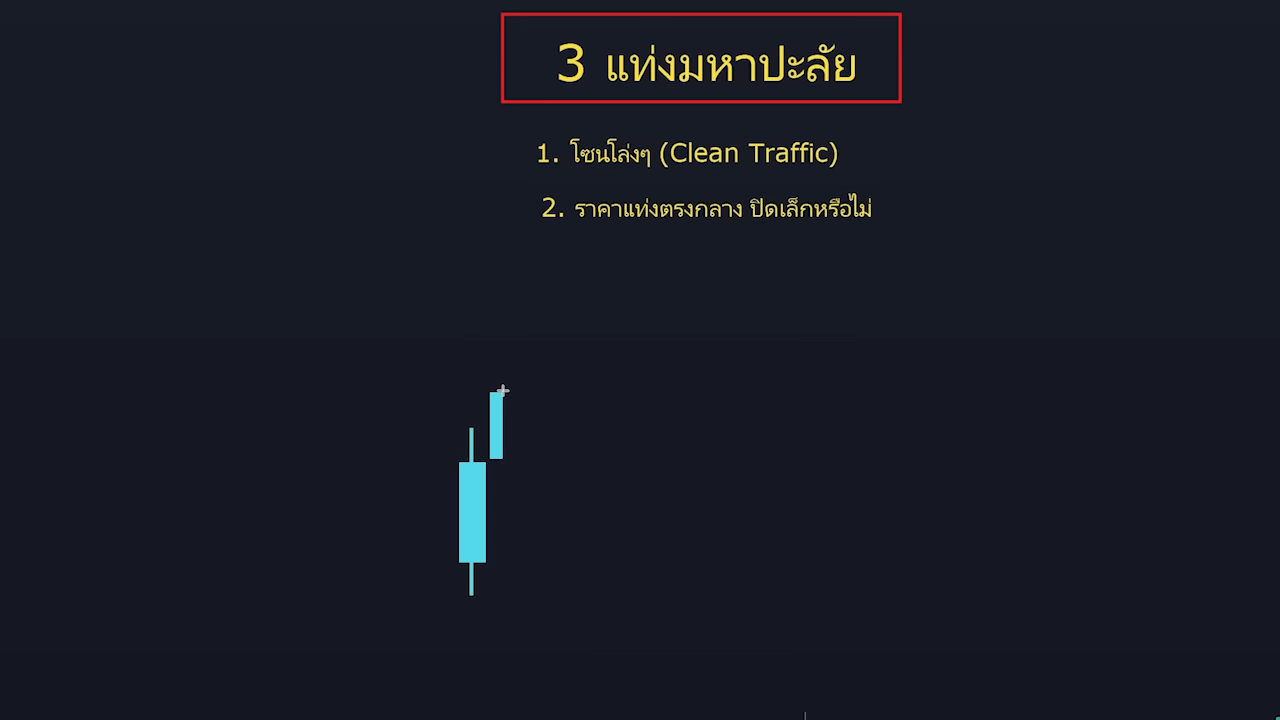 3 แท่งมหาปะลัย
1. โซนโล่งๆ (Clean Traffic)
2. ราคาแท่งตรงกลาง ปิดเล็กหรือไม่